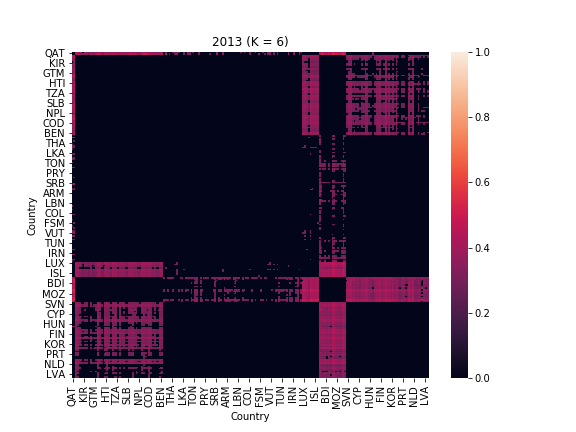 2013 (K = 6)
QAT
KIR
GTM
HTI
TZA
SLB
NPL
COD
BEN
THA
LKA
TON
PRY
SRB
ARM
LBN
COL
FSM
VUT
TUN
IRN
LUX
ISL
BDI
MOZ
SVN
CYP
HUN
FIN
KOR
PRT
NLD
LVA
Country
QAT KIR GTM HTI TZA SLB NPL COD BEN THA LKA TON PRY SRB ARM LBN COL FSM VUT TUN IRN LUX ISL BDI MOZ SVN CYP HUN FIN KOR PRT NLD LVA
Country
1.0
0.8
0.6
0.4
0.2
0.0